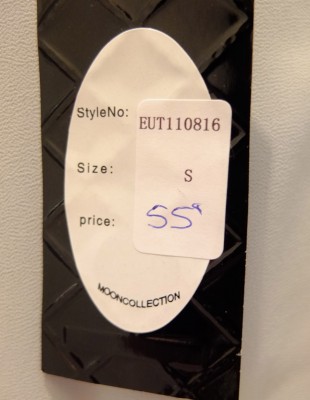 StyleNo: EUT110816
Size: S
price: 55
MOONCOLLECTION